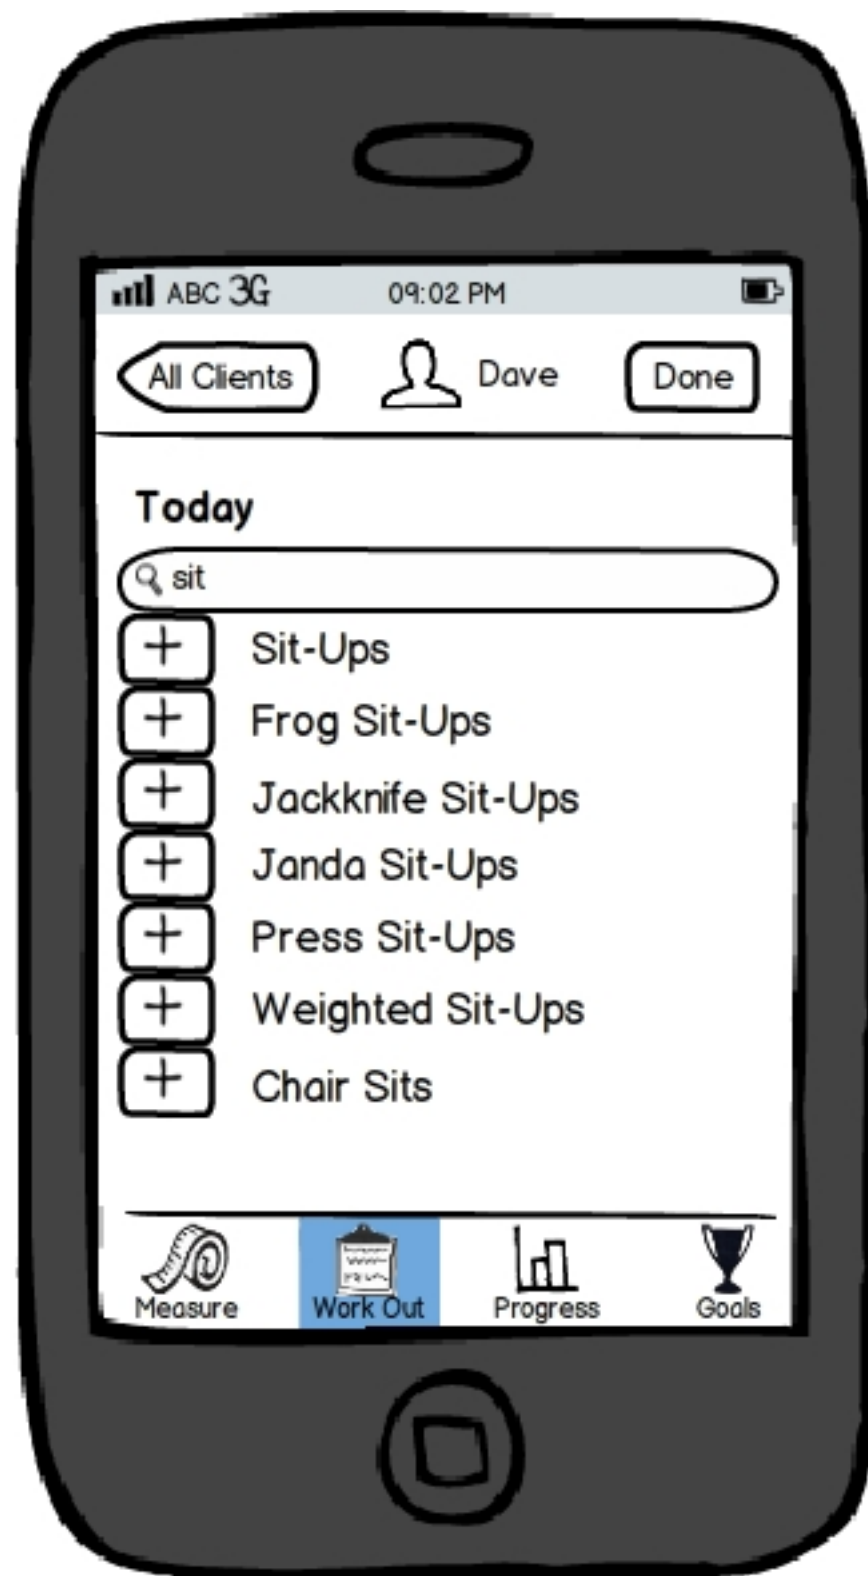 ABC 3G 09:02 PM
All Clients Dave Done
Today
sit
+ Sit-Ups
+ Frog Sit-Ups
+ Jackknife Sit-Ups
+ Janda Sit-Ups
+ Press Sit-Ups
+ Weighted Sit-Ups
+ Chair Sits
Measure Work Out Progress Goals